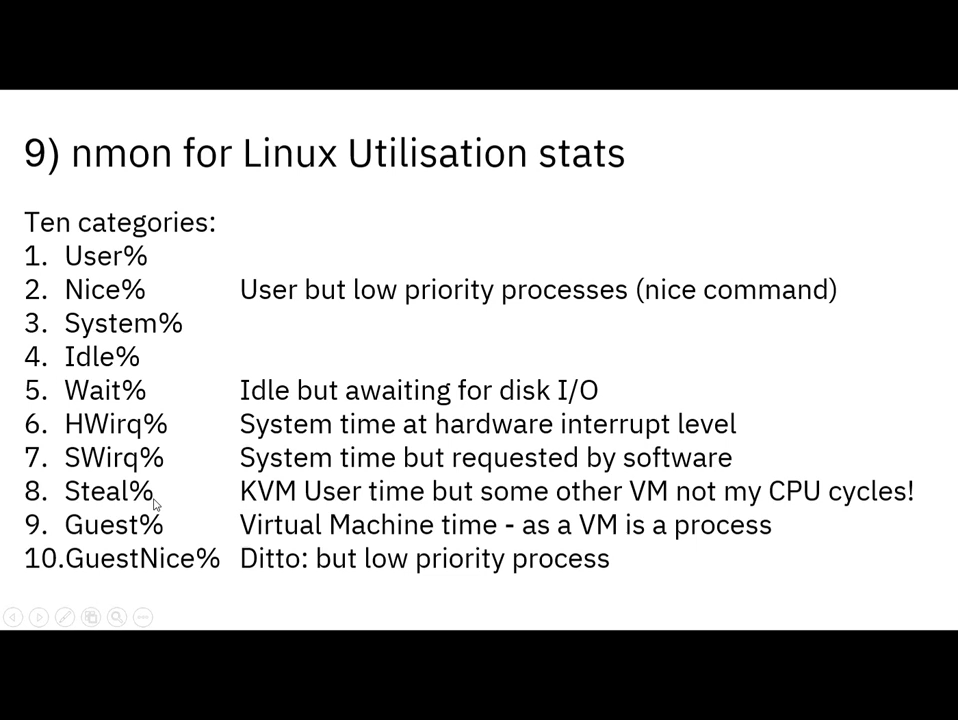 9) nmon for Linux Utilisation stats
Ten categories:
1. User%
2. Nice% User but low priority processes (nice command)
3. System%
4. Idle%
5. Wait% Idle but awaiting for disk I/O
6. HWirq% System time at hardware interrupt level
7. SWirq% System time but requested by software
8. Steal% KVM User time but some other VM not my CPU cycles!
9. Guest% Virtual Machine time - as a VM is a process
10.GuestNice% Ditto: but low priority process